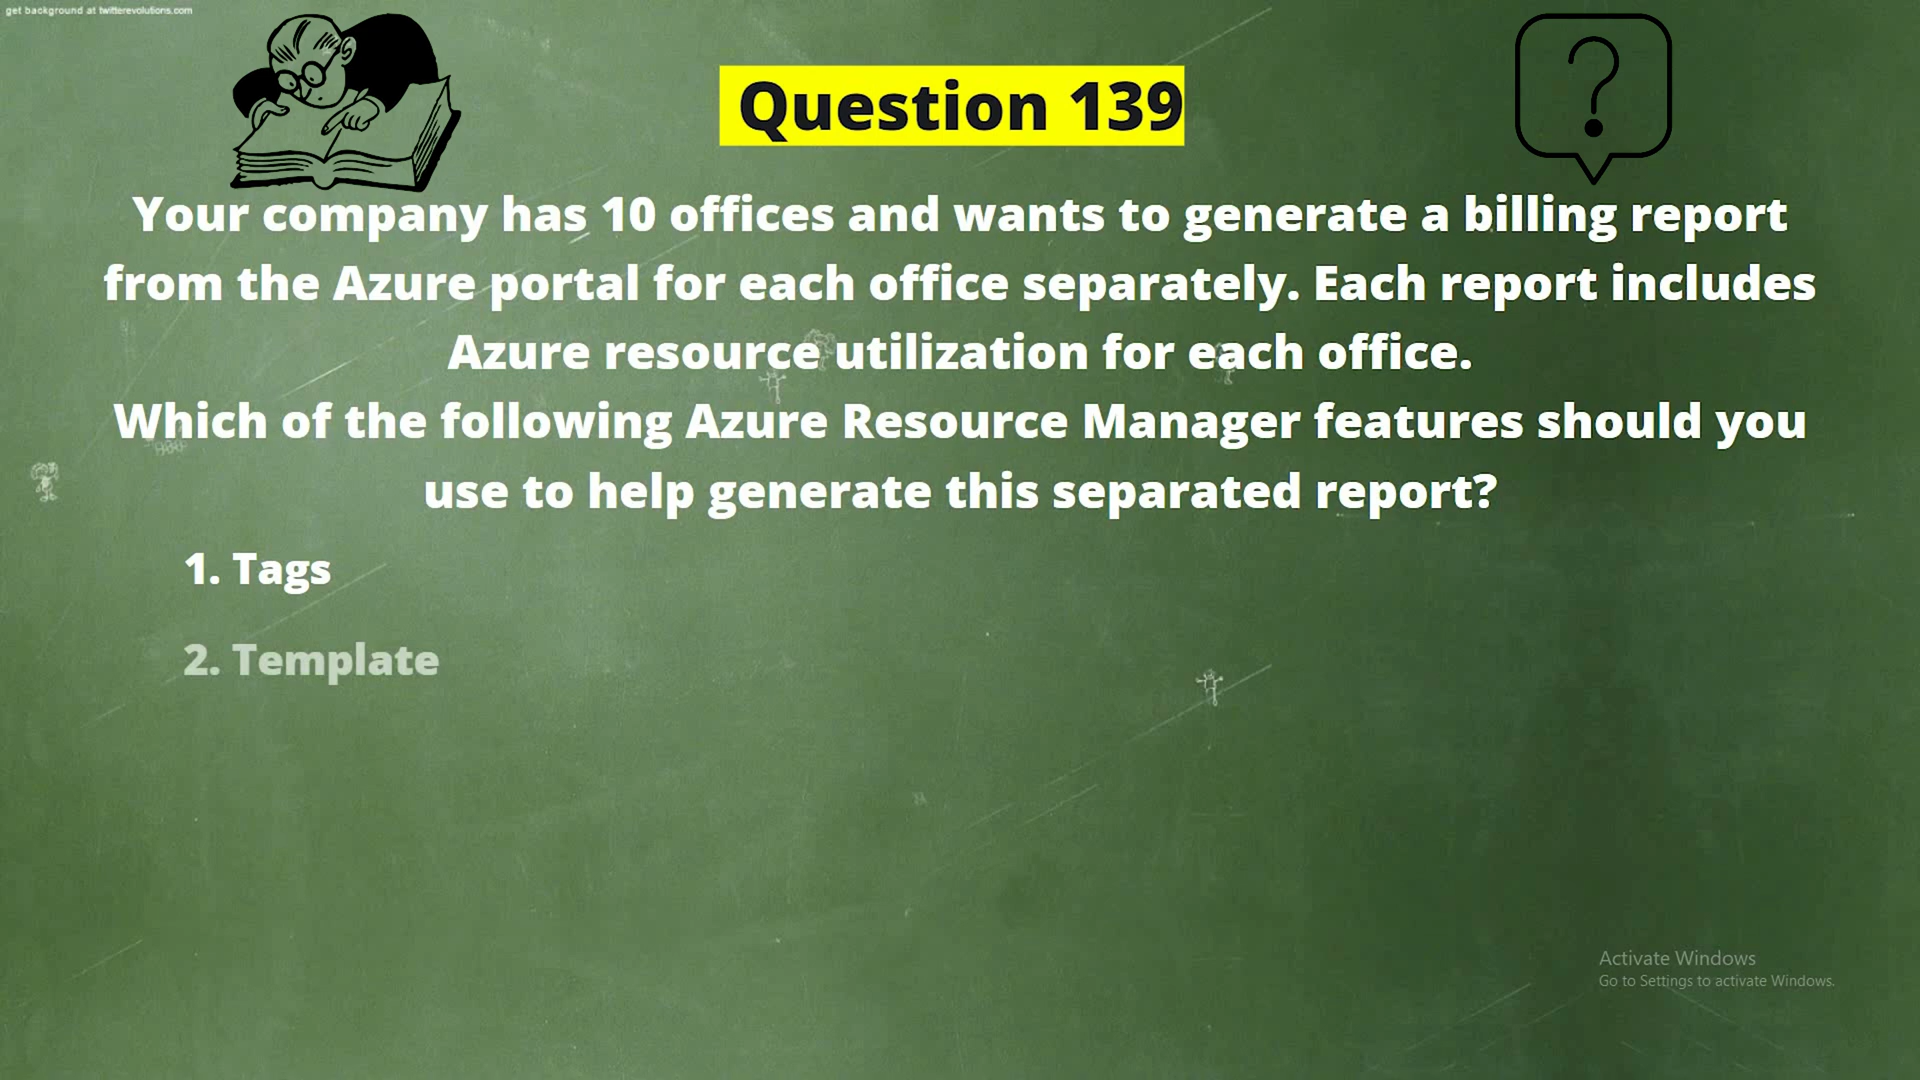 get background at twitterevolutions.com
Question 139
Your company has 10 offices and wants to generate a billing report
from the Azure portal for each office separately. Each report includes
Azure resource utilization for each office.
Which of the following Azure Resource Manager features should you
use to help generate this separated report?
1. Tags
2. Template
Activate Windows
Go to Settings to activate Windows.